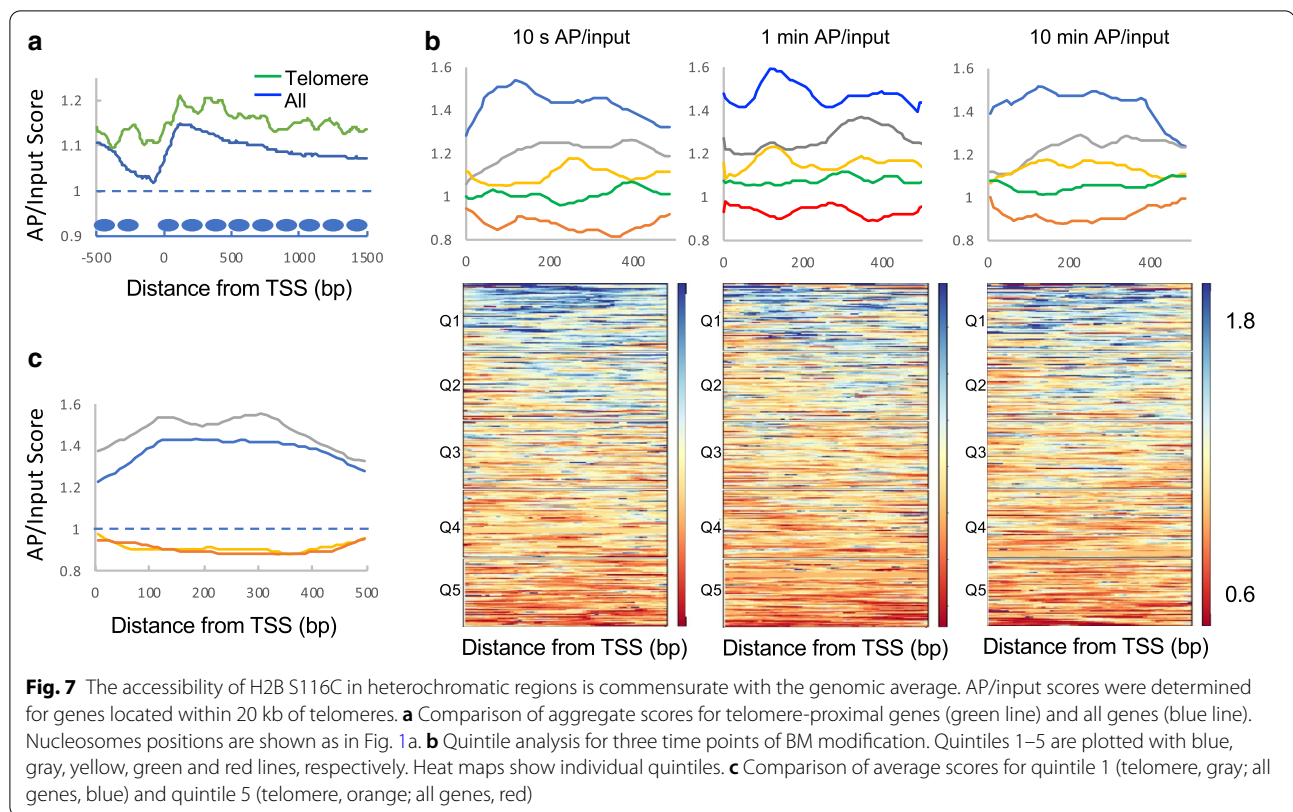 a
Telomere
All
1.2
1.1
1
0.9
AP/Input Score
-500 0 500 1000 1500
Distance from TSS (bp)
b
10 s AP/input
1 min AP/input
10 min AP/input
1.6
1.4
1.2
1
0.8
0 200 400
1.6
1.4
1.2
1
0.8
0 200 400
1.6
1.4
1.2
1
0.8
0 200 400
Q1
Q2
Q3
Q4
Q5
Distance from TSS (bp)
Q1
Q2
Q3
Q4
Q5
Distance from TSS (bp)
Q1
Q2
Q3
Q4
Q5
Distance from TSS (bp)
1.8
0.6
c
1.6
1.4
1.2
1
0.8
AP/Input Score
0 100 200 300 400 500
Distance from TSS (bp)
Fig. 7 The accessibility of H2B S116C in heterochromatic regions is commensurate with the genomic average. AP/input scores were determined
for genes located within 20 kb of telomeres. a Comparison of aggregate scores for telomere-proximal genes (green line) and all genes (blue line).
Nucleosomes positions are shown as in Fig. 1a. b Quintile analysis for three time points of BM modification. Quintiles 1–5 are plotted with blue,
gray, yellow, green and red lines, respectively. Heat maps show individual quintiles. c Comparison of average scores for quintile 1 (telomere, gray; all
genes, blue) and quintile 5 (telomere, orange; all genes, red)